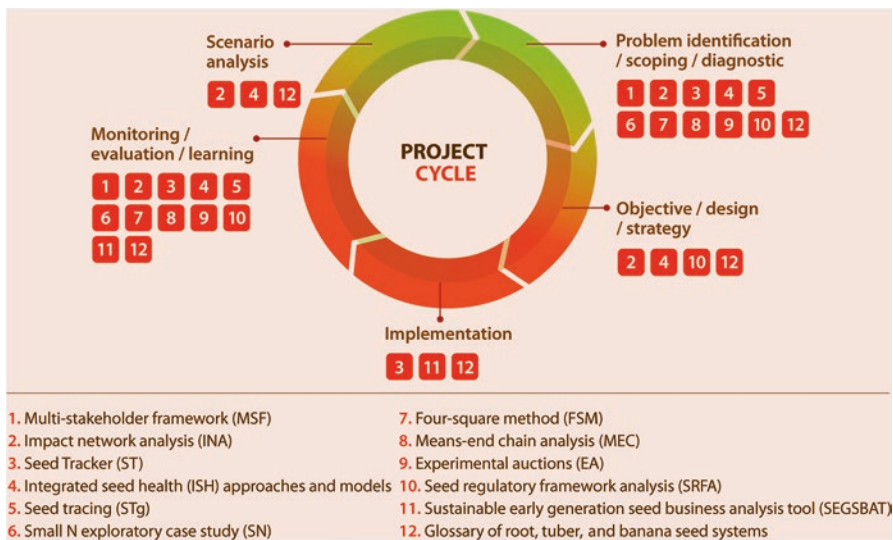 Scenario
analysis
2 4 12
Problem identification
/ scoping / diagnostic
1 2 3 4 5
6 7 8 9 10 12
Monitoring /
evaluation / learning
1 2 3 4 5
6 7 8 9 10
11 12
PROJECT
CYCLE
Objective / design
/ strategy
2 4 10 12
Implementation
3 11 12
1. Multi-stakeholder framework (MSF)
2. Impact network analysis (INA)
3. Seed Tracker (ST)
4. Integrated seed health (ISH) approaches and models
5. Seed tracing (STg)
6. Small N exploratory case study (SN)
7. Four-square method (FSM)
8. Means-end chain analysis (MEC)
9. Experimental auctions (EA)
10. Seed regulatory framework analysis (SRFA)
11. Sustainable early generation seed business analysis tool (SEGSBAT)
12. Glossary of root, tuber, and banana seed systems